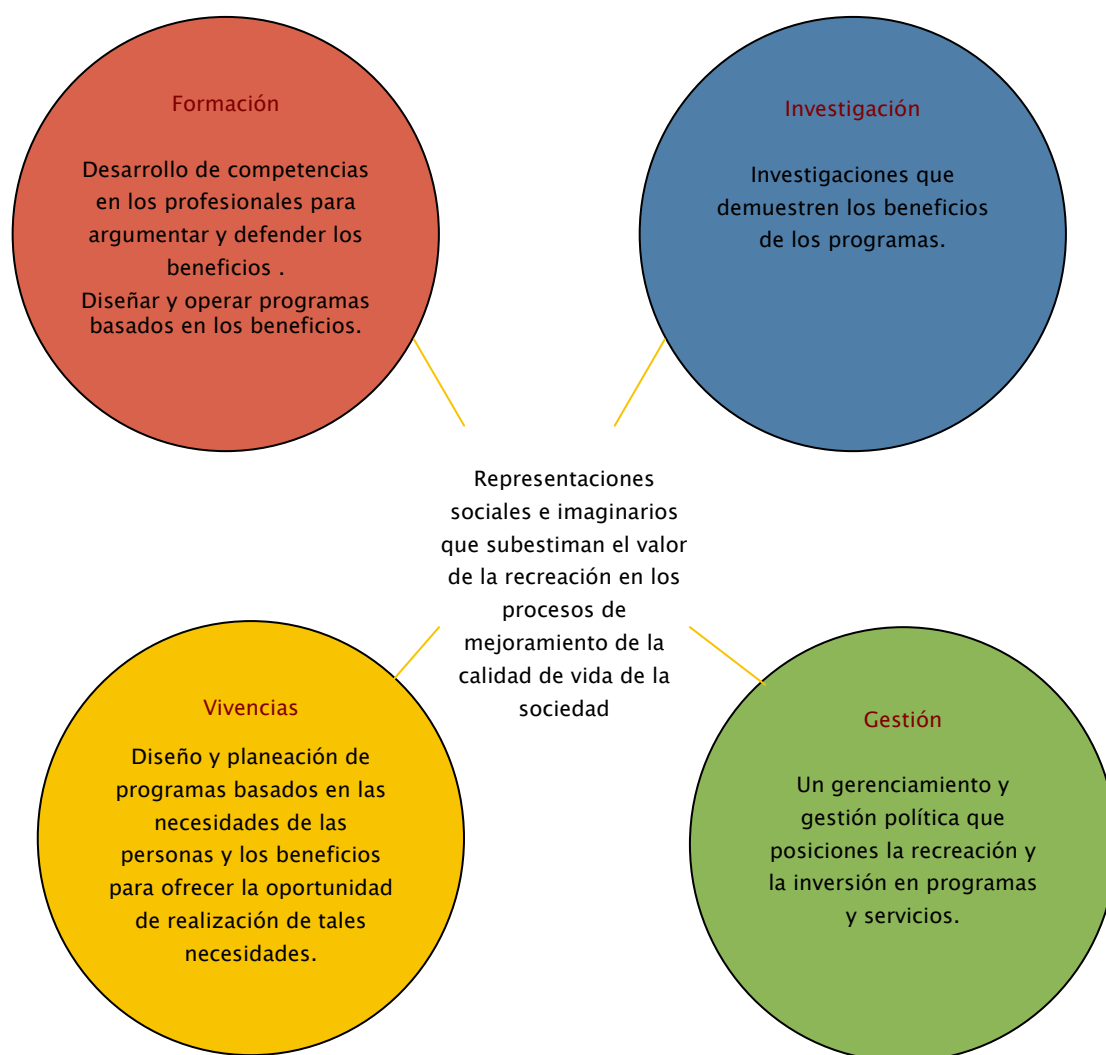 Formación
Desarrollo de competencias
en los profesionales para
argumentar y defender los
beneficios .
Diseñar y operar programas
basados en los beneficios.
Investigación
Investigaciones que
demuestren los beneficios
de los programas.
Representaciones
sociales e imaginarios
que subestiman el valor
de la recreación en los
procesos de
mejoramiento de la
calidad de vida de la
sociedad
Vivencias
Diseño y planeación de
programas basados en las
necesidades de las
personas y los beneficios
para ofrecer la oportunidad
de realización de tales
necesidades.
Gestión
Un gerenciamiento y
gestión política que
posiciones la recreación y
la inversión en programas
y servicios.